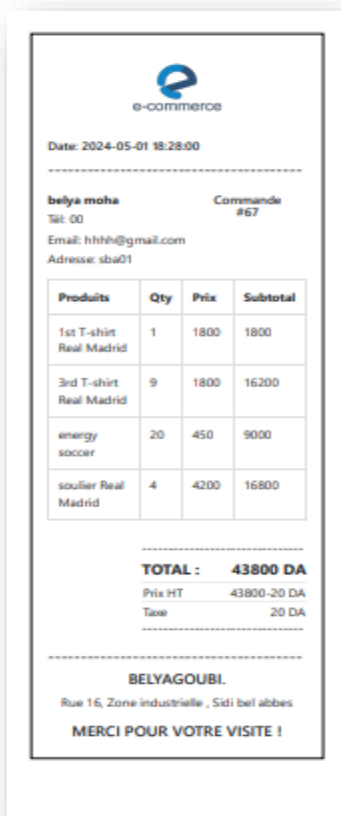 e-commerce
Date: 2024-05-01 18:28:00
------------------------------------------
belya moha Commande
#67
Tél: 00
Email: hhhh@gmail.com
Adresse: sba01
Produits Qty Prix Subtotal
1st T-shirt
Real Madrid 1 1800 1800
3rd T-shirt
Real Madrid 9 1800 16200
energy
soccer 20 450 9000
soulier Real
Madrid 4 4200 16800
--------------------------------
TOTAL : 43800 DA
Prix HT 43800-20 DA
Taxe 20 DA
--------------------------------
------------------------------------------
BELYAGOUBI.
Rue 16, Zone industrielle , Sidi bel abbes
MERCI POUR VOTRE VISITE !